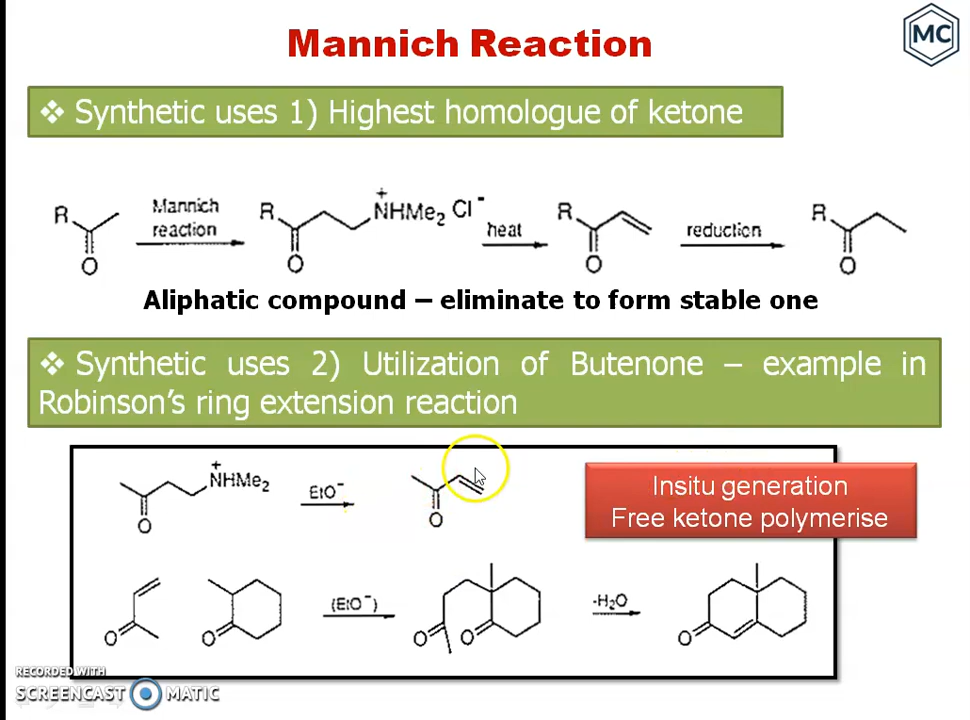 Mannich Reaction
MC
❖ Synthetic uses 1) Highest homologue of ketone
R
O
Mannich
reaction
R
O
+
NHMe₂ Cl⁻
heat
R
O
reduction
R
O
Aliphatic compound – eliminate to form stable one
❖ Synthetic uses 2) Utilization of Butenone – example in
Robinson's ring extension reaction
+
NHMe₂
O
EtO⁻
O
Insitu generation
Free ketone polymerise
O
O
(EtO⁻)
O
O
-H₂O
O
RECORDED WITH
SCREENCAST MATIC